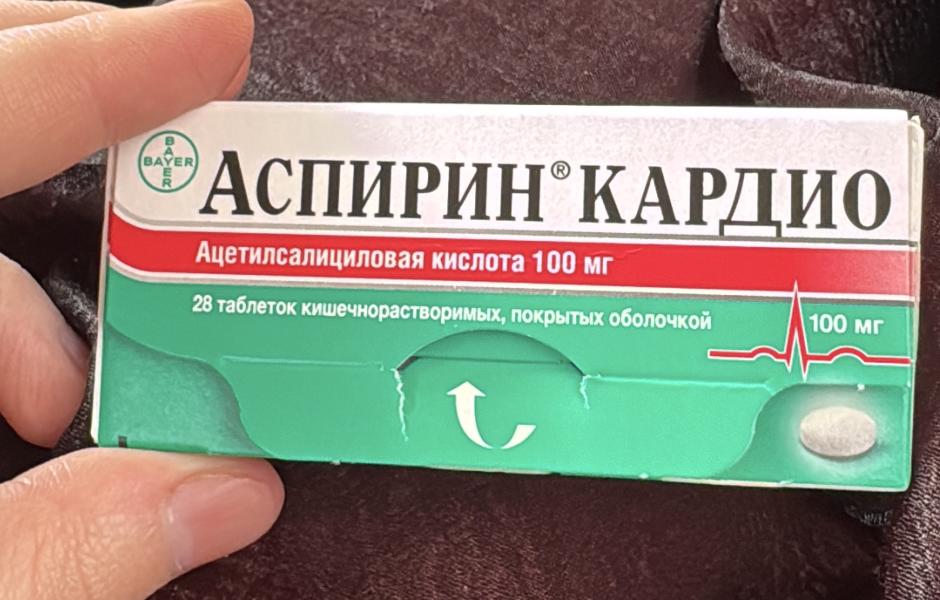 BAYER
BAYER
АСПИРИН® КАРДИО
Ацетилсалициловая кислота 100 мг
28 таблеток кишечнорастворимых, покрытых оболочкой
100 мг